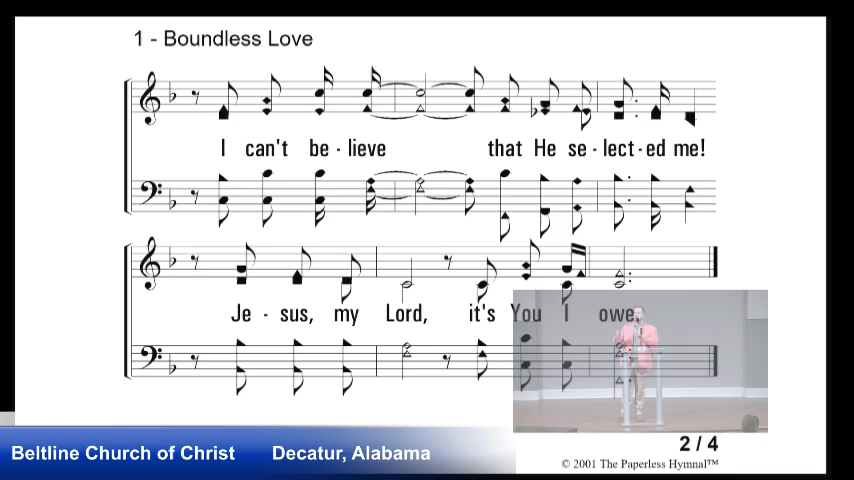 1 - Boundless Love
I can't be - lieve that He se - lect - ed me!
Je - sus, my Lord, it's You I owe.
2 / 4
Beltline Church of Christ Decatur, Alabama
© 2001 The Paperless Hymnal™